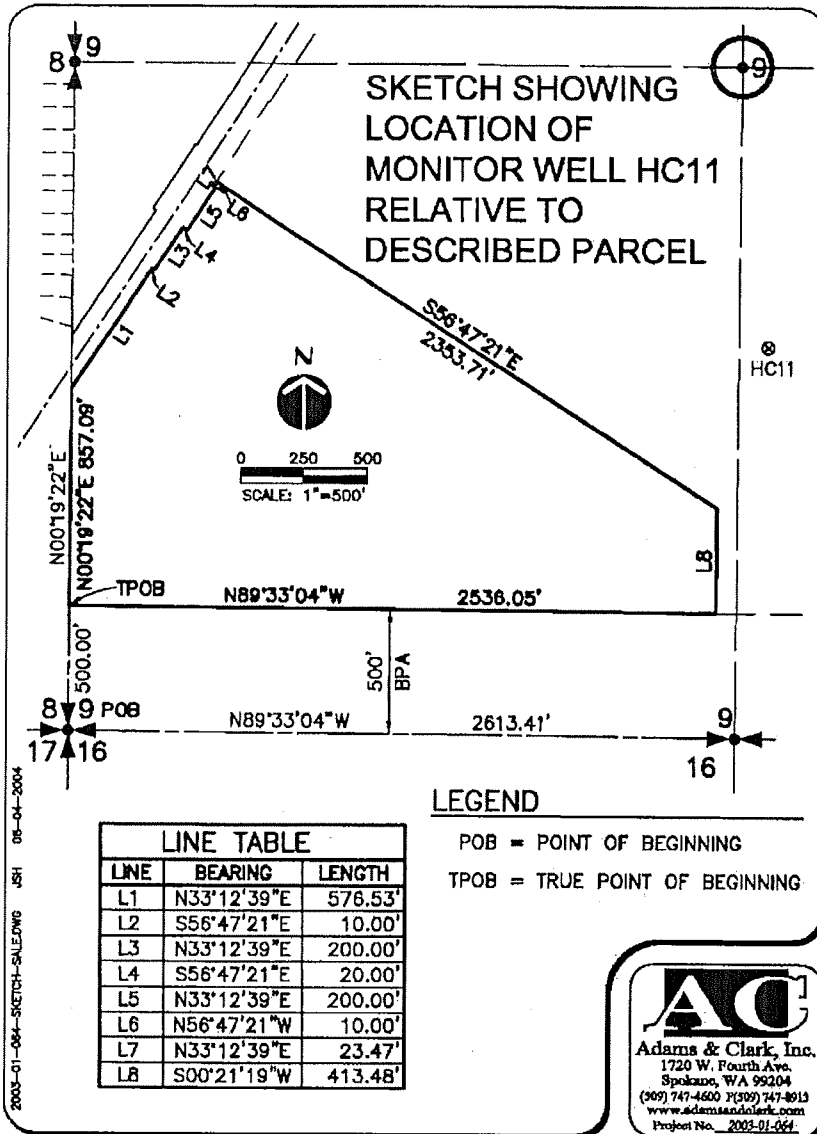 8 9
9
SKETCH SHOWING
LOCATION OF
MONITOR WELL HC11
RELATIVE TO
DESCRIBED PARCEL
L7
L6
L5
L4
L3
L2
L1
S56°47'21"E
2353.71'
HC11
N
0 250 500
SCALE: 1"=500'
N00°19'22"E
N00°19'22"E 857.09'
TPOB
N89°33'04"W 2536.05'
L8
500.00'
500'
BPA
8 9 POB
17 16
N89°33'04"W 2613.41'
9
16
LEGEND
POB = POINT OF BEGINNING
TPOB = TRUE POINT OF BEGINNING
LINE TABLE
LINE BEARING LENGTH
L1 N33°12'39"E 576.53'
L2 S56°47'21"E 10.00'
L3 N33°12'39"E 200.00'
L4 S56°47'21"E 20.00'
L5 N33°12'39"E 200.00'
L6 N56°47'21"W 10.00'
L7 N33°12'39"E 23.47'
L8 S00°21'19"W 413.48'
2003-01-064-SKETCH-SALE.DWG JSH 05-04-2004
AC
Adams & Clark, Inc.
1720 W. Fourth Ave.
Spokane, WA 99204
(509) 747-4600 F(509) 747-8913
www.adamsandclark.com
Project No. 2003-01-064